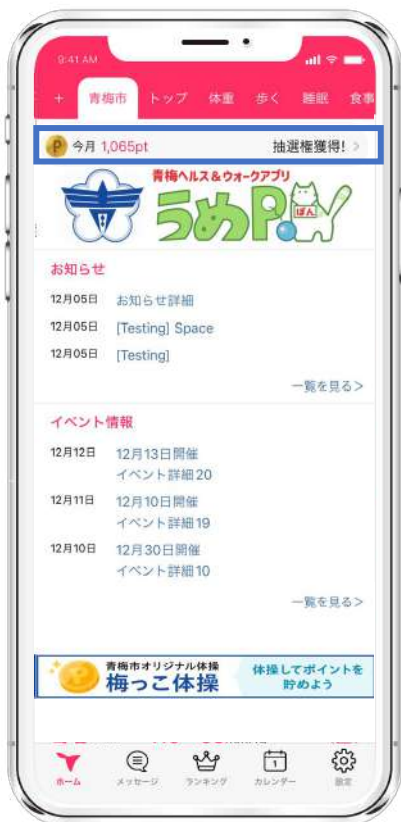 9:41 AM
+ 青梅市 トップ 体重 歩く 睡眠 食事
P 今月 1,065pt 抽選権獲得! >
青梅ヘルス&ウォークアプリ
うめP.
ぽん
お知らせ
12月05日 お知らせ詳細
12月05日 [Testing] Space
12月05日 [Testing]
一覧を見る>
イベント情報
12月12日 12月13日開催
イベント詳細20
12月11日 12月10日開催
イベント詳細19
12月10日 12月30日開催
イベント詳細10
一覧を見る>
青梅市オリジナル体操 体操してポイントを
梅っこ体操 貯めよう
1
ホーム メッセージ ランキング カレンダー 設定